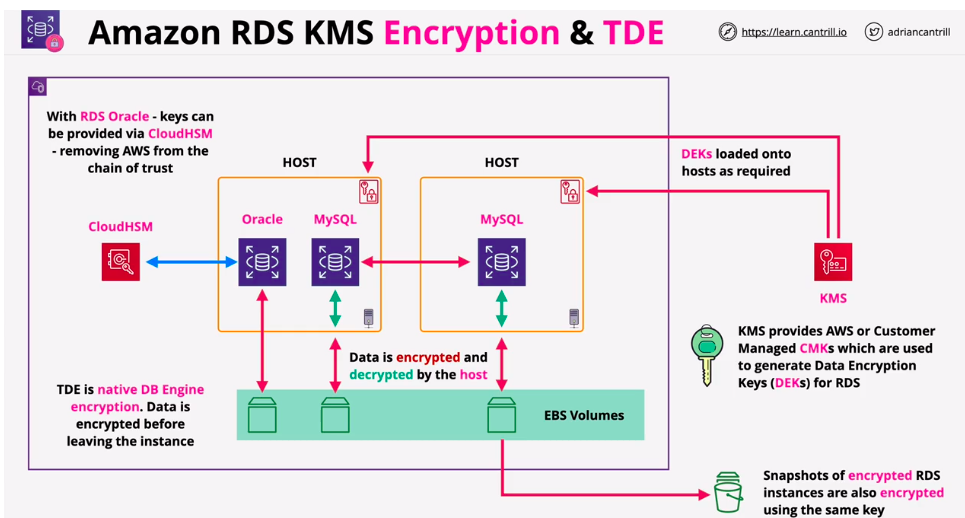 Amazon RDS KMS Encryption & TDE
https://learn.cantrill.io
adriancantrill
With RDS Oracle - keys can
be provided via CloudHSM
- removing AWS from the
chain of trust
HOST
HOST
DEKs loaded onto
hosts as required
CloudHSM
Oracle
MySQL
MySQL
KMS
KMS provides AWS or Customer
Managed CMKs which are used
to generate Data Encryption
Keys (DEKs) for RDS
Data is encrypted and
decrypted by the host
TDE is native DB Engine
encryption. Data is
encrypted before
leaving the instance
EBS Volumes
Snapshots of encrypted RDS
instances are also encrypted
using the same key